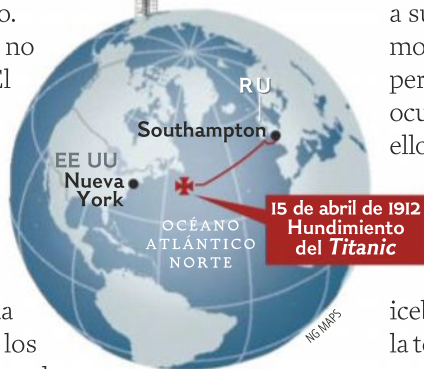 o.
no
El
a su
mo
per
ocu
ello
RU
Southampton
EE UU
Nueva
York
15 de abril de 1912
Hundimiento
del Titanic
OCÉANO
ATLÁNTICO
NORTE
NG MAPS
a
los
iceb
la te